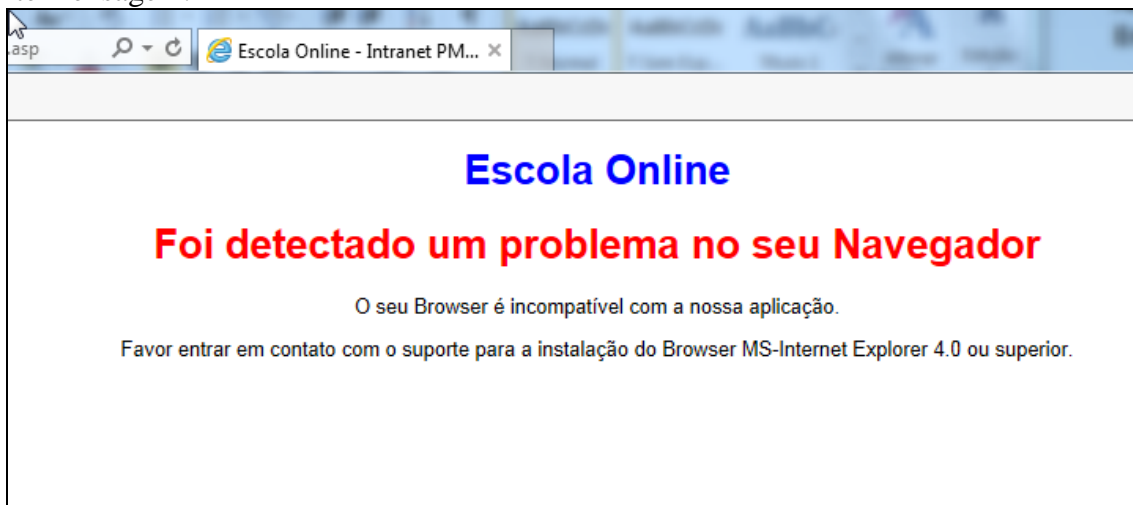 .asp
Escola Online - Intranet PM...
Escola Online
Foi detectado um problema no seu Navegador
O seu Browser é incompatível com a nossa aplicação.
Favor entrar em contato com o suporte para a instalação do Browser MS-Internet Explorer 4.0 ou superior.